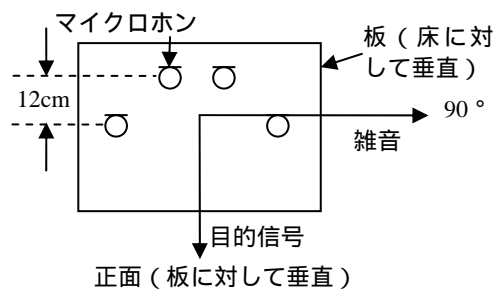 マイクロホン
板（床に対
して垂直）
12cm
90 °
雑音
目的信号
正面（板に対して垂直）